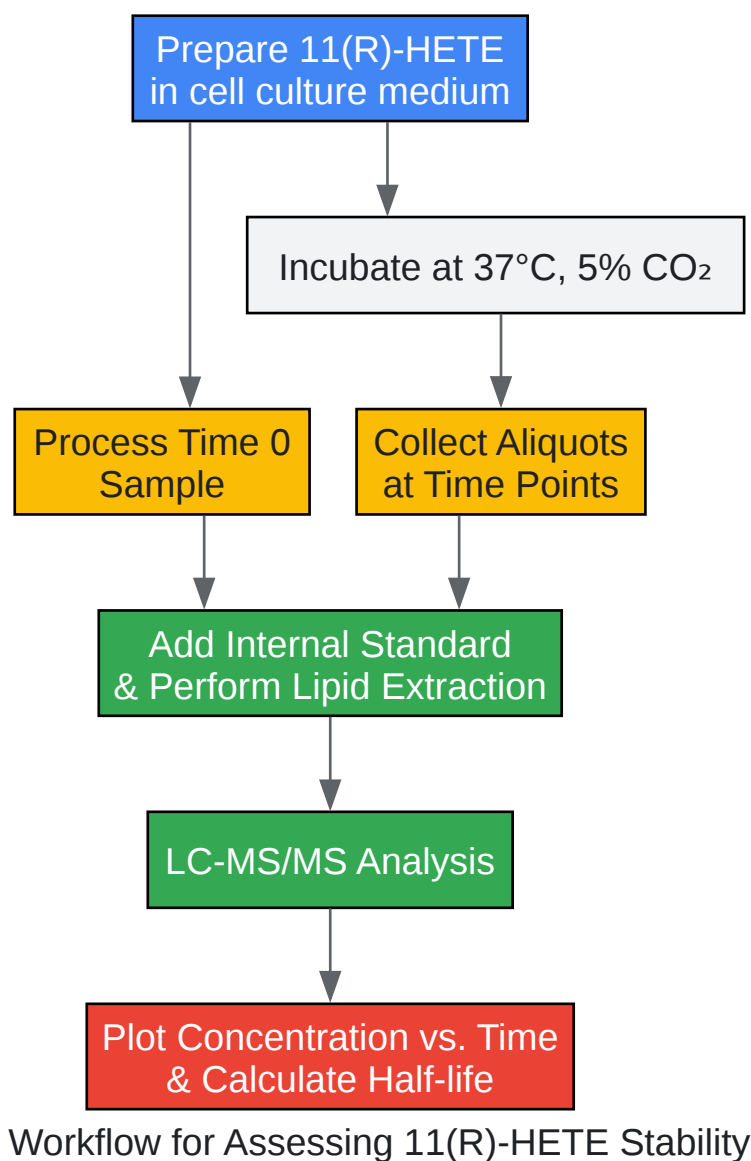 Prepare 11(R)-HETE
in cell culture medium
Incubate at 37°C, 5% CO₂
Process Time 0
Sample
Collect Aliquots
at Time Points
Add Internal Standard
& Perform Lipid Extraction
LC-MS/MS Analysis
Plot Concentration vs. Time
& Calculate Half-life
Workflow for Assessing 11(R)-HETE Stability